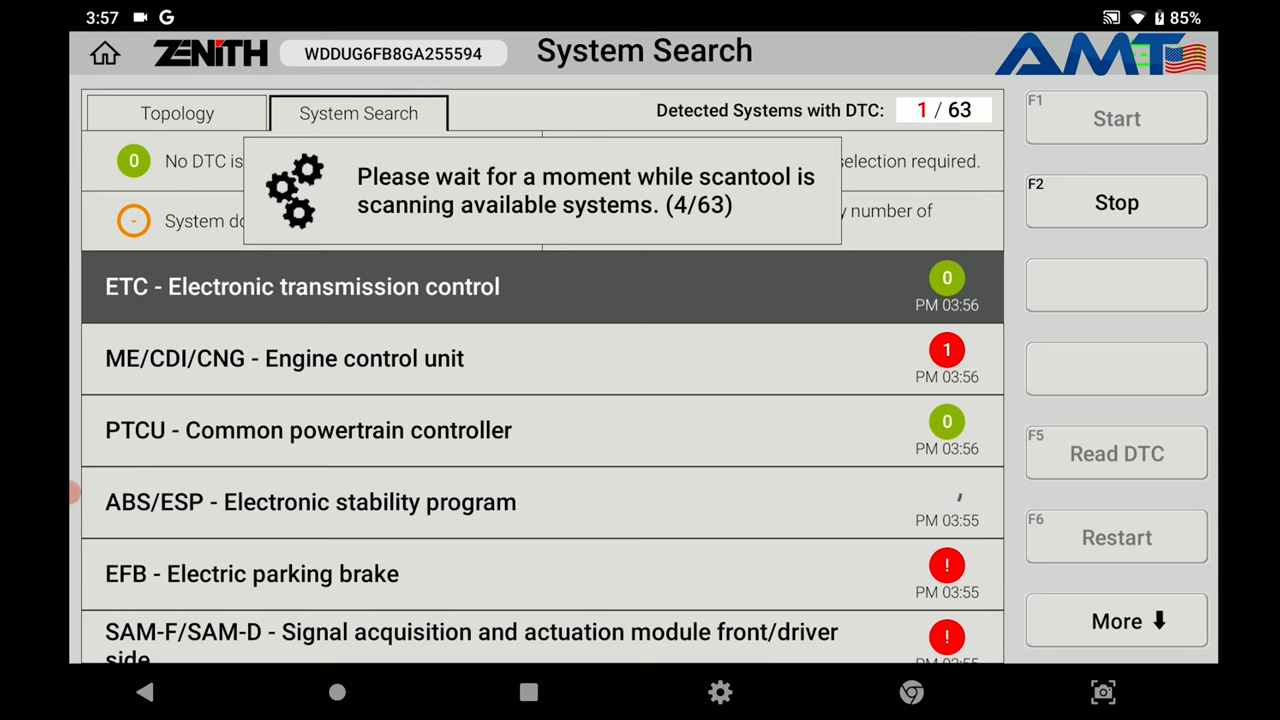 3:57 G 85%
ZENITH WDDUG6FB8GA255594 System Search AMT
Topology System Search Detected Systems with DTC: 1 / 63
0 No DTC is selection required.
- System do y number of
Please wait for a moment while scantool is
scanning available systems. (4/63)
ETC - Electronic transmission control 0
PM 03:56
ME/CDI/CNG - Engine control unit 1
PM 03:56
PTCU - Common powertrain controller 0
PM 03:56
ABS/ESP - Electronic stability program
PM 03:55
EFB - Electric parking brake !
PM 03:55
SAM-F/SAM-D - Signal acquisition and actuation module front/driver !
side
PM 03:55
F1
Start
F2
Stop
F5
Read DTC
F6
Restart
More